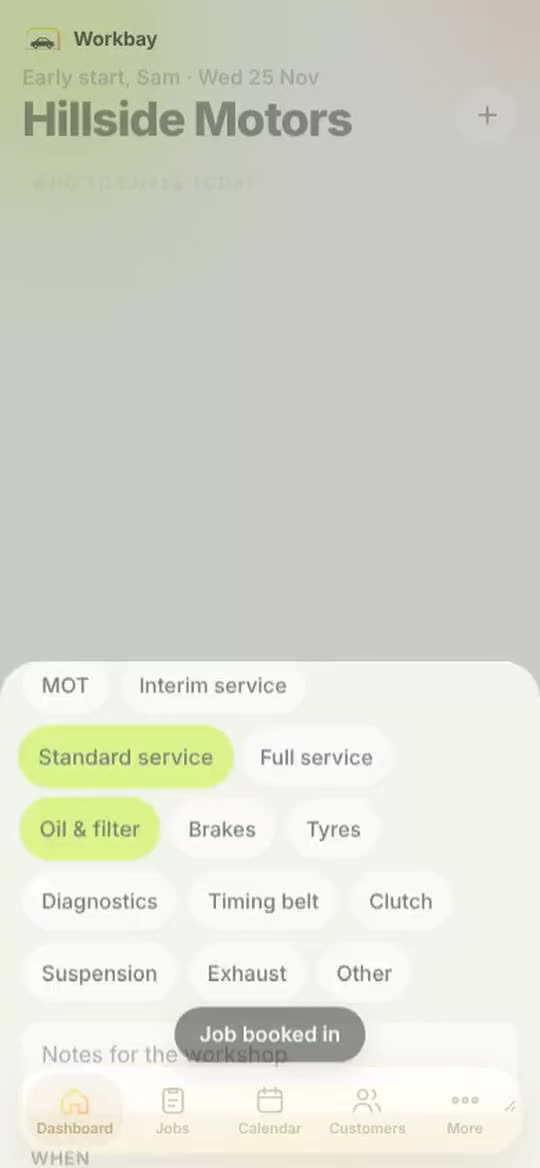 Workbay
Early start, Sam · Wed 25 Nov
Hillside Motors
MOT
Interim service
Standard service
Full service
Oil & filter
Brakes
Tyres
Diagnostics
Timing belt
Clutch
Suspension
Exhaust
Other
Job booked in
Notes for the workshop
Dashboard
Jobs
Calendar
Customers
More
WHEN